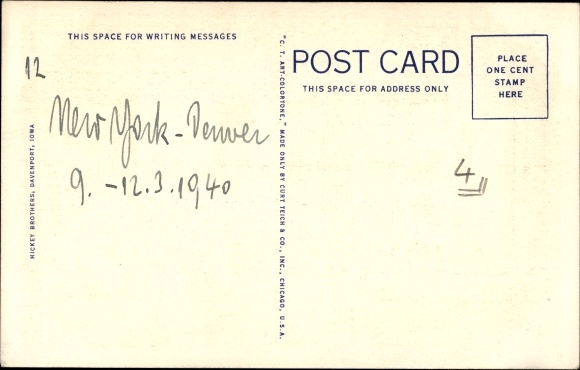 THIS SPACE FOR WRITING MESSAGES
12
New York - Denver
9. - 12.3.1940
HICKEY BROTHERS, DAVENPORT, IOWA
"C. T. ART-COLORTONE," MADE ONLY BY CURT TEICH & CO., INC., CHICAGO, U.S.A.
POST CARD
THIS SPACE FOR ADDRESS ONLY
PLACE
ONE CENT
STAMP
HERE
4